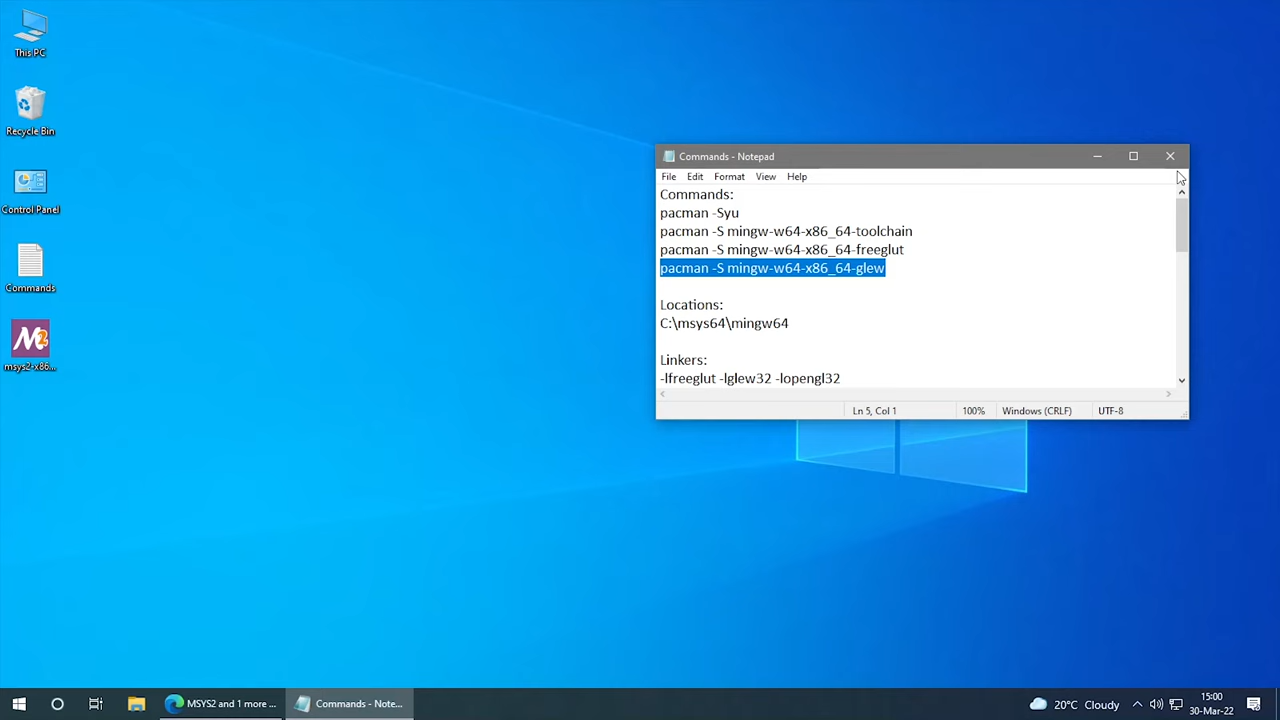 This PC
Recycle Bin
Control Panel
Commands
msys2-x86...
Commands - Notepad
File Edit Format View Help
Commands:
pacman -Syu
pacman -S mingw-w64-x86_64-toolchain
pacman -S mingw-w64-x86_64-freeglut
pacman -S mingw-w64-x86_64-glew
Locations:
C:\msys64\mingw64
Linkers:
-lfreeglut -lglew32 -lopengl32
Ln 5, Col 1 100% Windows (CRLF) UTF-8
MSYS2 and 1 more ...
Commands - Note...
20°C Cloudy
15:00
30-Mar-22